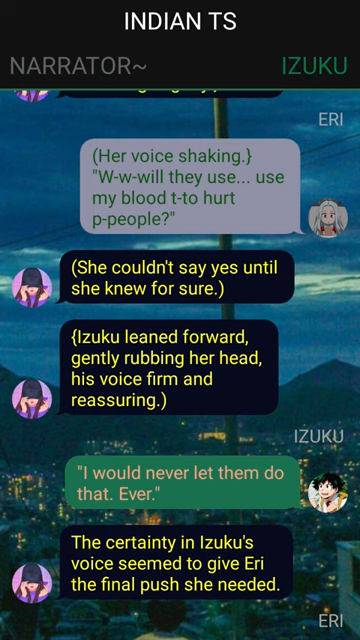 INDIAN TS
NARRATOR~
IZUKU
ERI
(Her voice shaking.}
"W-w-will they use... use
my blood t-to hurt
p-people?"
(She couldn't say yes until
she knew for sure.)
{Izuku leaned forward,
gently rubbing her head,
his voice firm and
reassuring.)
IZUKU
"I would never let them do
that. Ever."
The certainty in Izuku's
voice seemed to give Eri
the final push she needed.
ERI